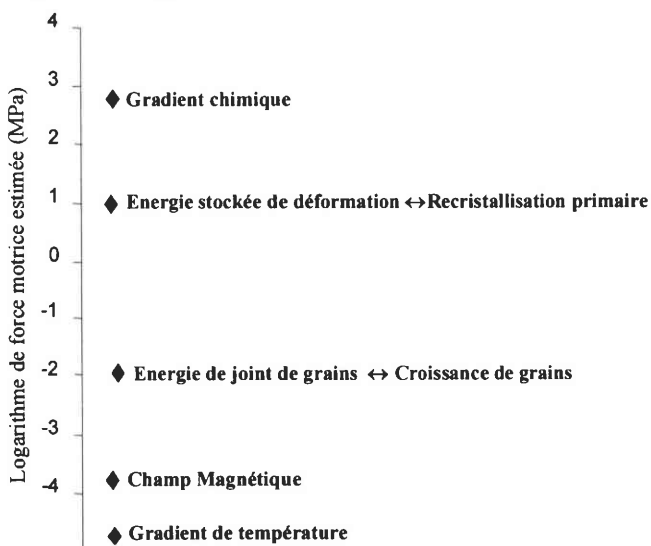 4
3
Gradient chimique
2
1
Energie stockée de déformation ↔Recristallisation primaire
0
-1
-2
Energie de joint de grains ↔ Croissance de grains
-3
-4
Champ Magnétique
Gradient de température
Logarithme de force motrice estimée (MPa)